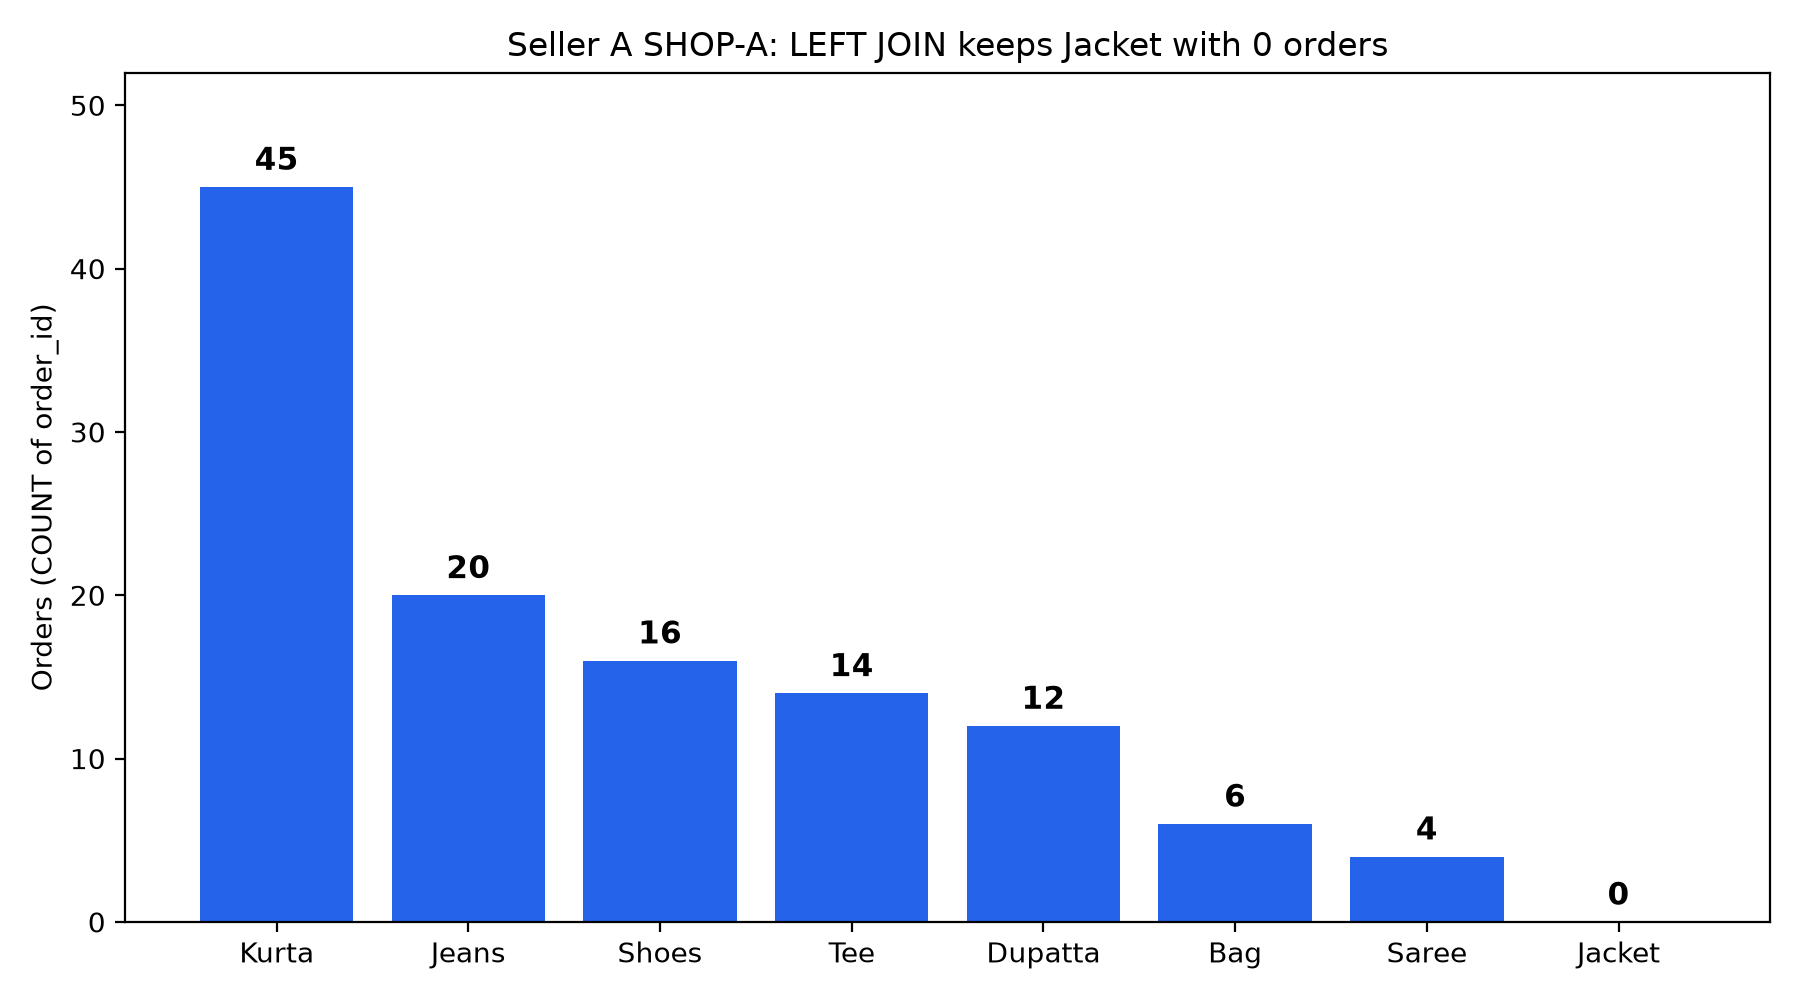 Seller A SHOP-A: LEFT JOIN keeps Jacket with 0 orders
Orders (COUNT of order_id)
50
40
30
20
10
0
45
20
16
14
12
6
4
0
Kurta
Jeans
Shoes
Tee
Dupatta
Bag
Saree
Jacket